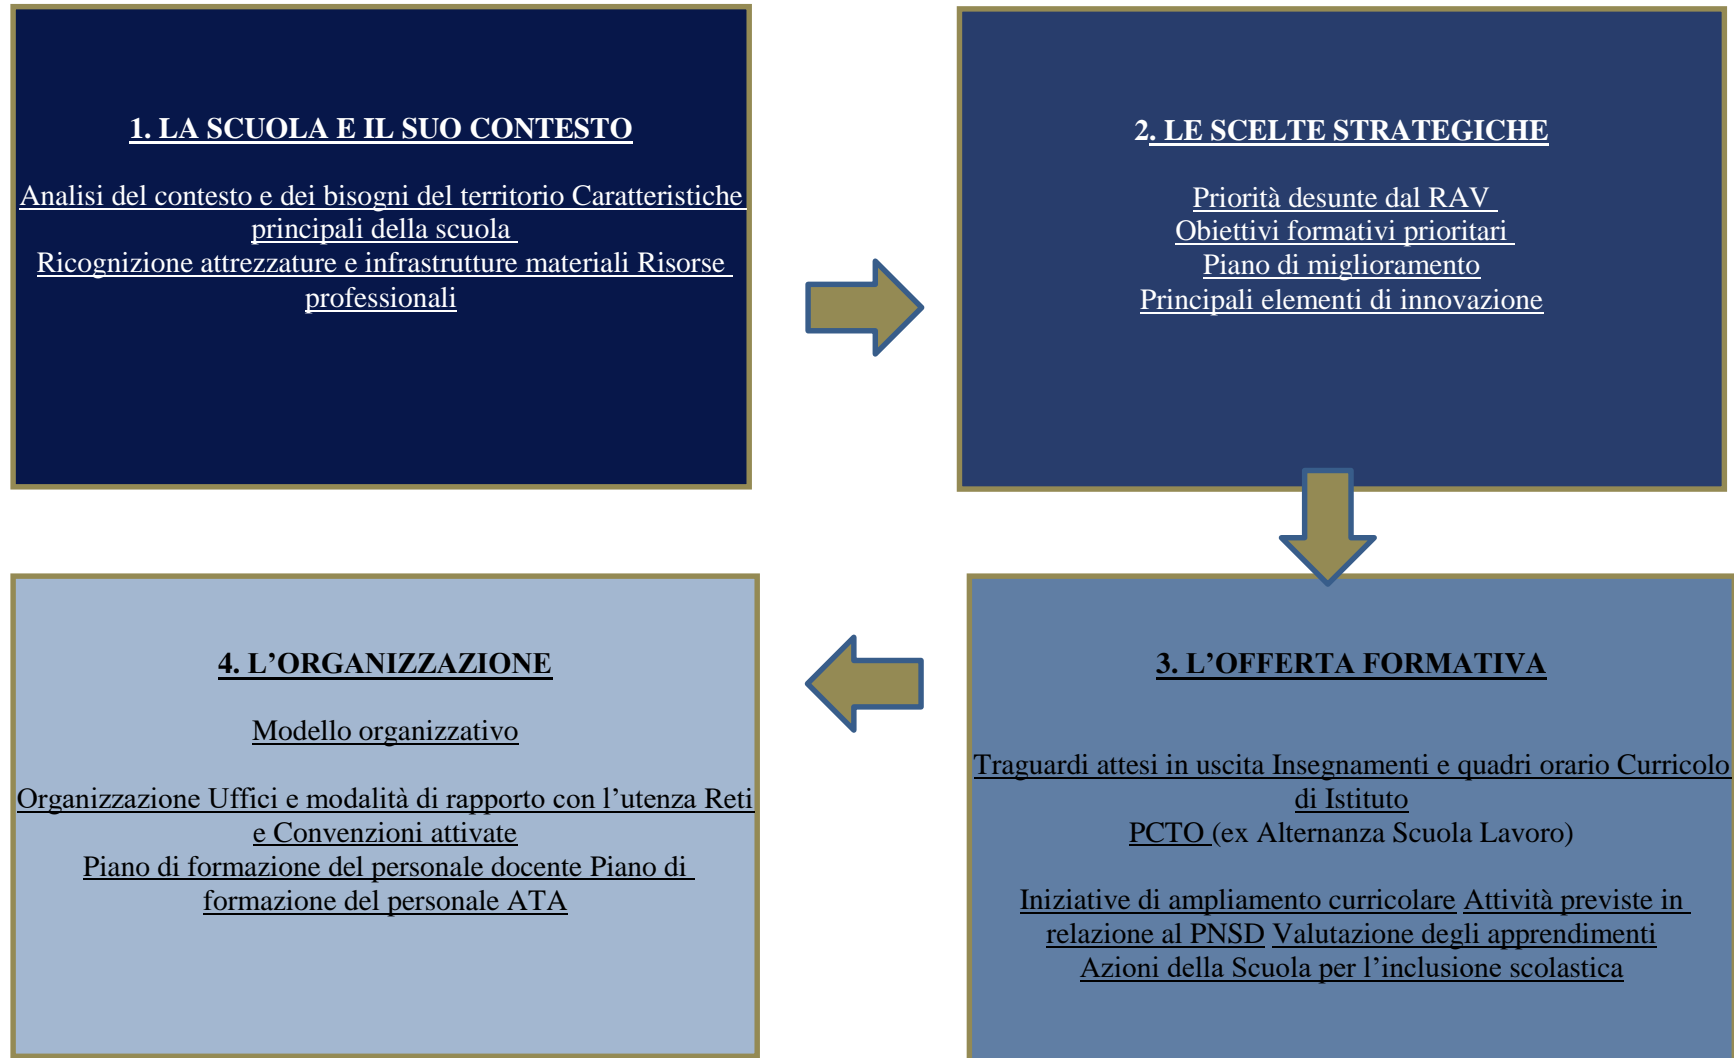 1. LA SCUOLA E IL SUO CONTESTO
Analisi del contesto e dei bisogni del territorio Caratteristiche
principali della scuola
Ricognizione attrezzature e infrastrutture materiali Risorse
professionali
2. LE SCELTE STRATEGICHE
Priorità desunte dal RAV
Obiettivi formativi prioritari
Piano di miglioramento
Principali elementi di innovazione
3. L’OFFERTA FORMATIVA
Traguardi attesi in uscita Insegnamenti e quadri orario Curricolo
di Istituto
PCTO (ex Alternanza Scuola Lavoro)
Iniziative di ampliamento curricolare Attività previste in
relazione al PNSD Valutazione degli apprendimenti
Azioni della Scuola per l’inclusione scolastica
4. L’ORGANIZZAZIONE
Modello organizzativo
Organizzazione Uffici e modalità di rapporto con l’utenza Reti
e Convenzioni attivate
Piano di formazione del personale docente Piano di
formazione del personale ATA